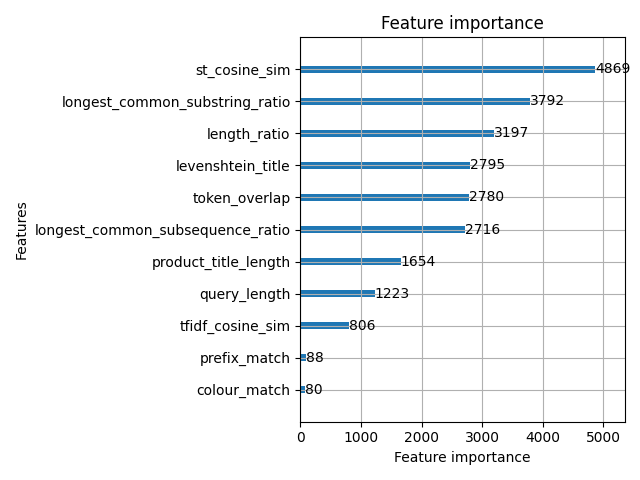 Feature importance
st_cosine_sim 4869
longest_common_substring_ratio 3792
length_ratio 3197
levenshtein_title 2795
token_overlap 2780
longest_common_subsequence_ratio 2716
product_title_length 1654
query_length 1223
tfidf_cosine_sim 806
prefix_match 88
colour_match 80
Features
0 1000 2000 3000 4000 5000
Feature importance